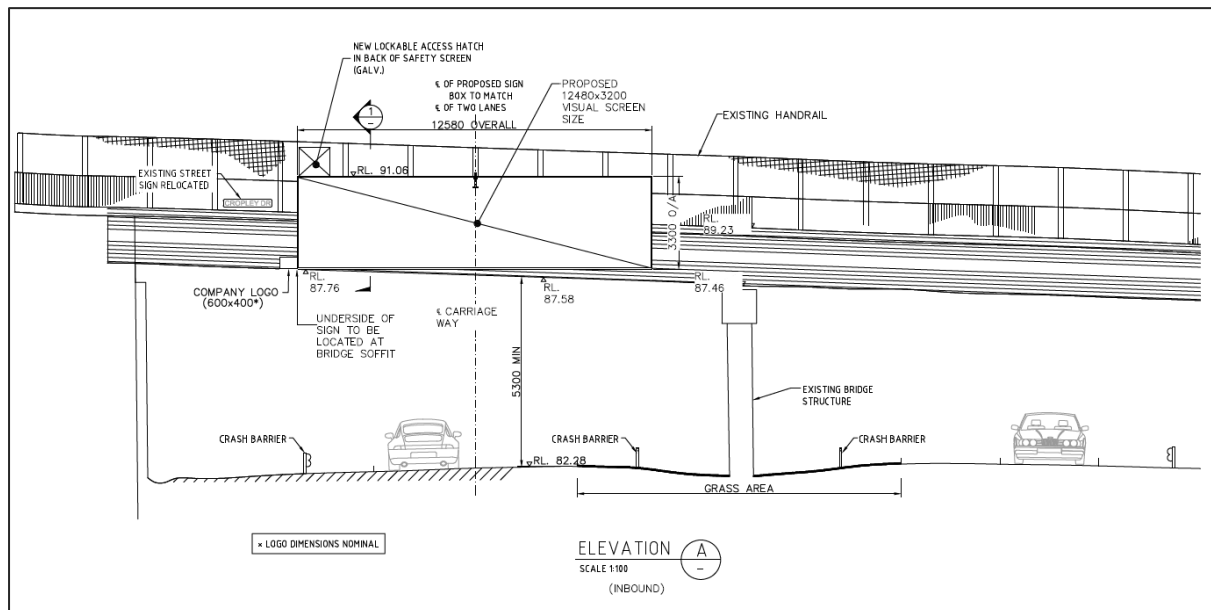 NEW LOCKABLE ACCESS HATCH
IN BACK OF SAFETY SCREEN
(GALV.)
℄ OF PROPOSED SIGN
BOX TO MATCH
℄ OF TWO LANES
PROPOSED
12480x3200
VISUAL SCREEN
SIZE
1
-
12580 OVERALL
EXISTING HANDRAIL
EXISTING STREET
SIGN RELOCATED
CROPLEY DR
RL. 91.06
3300 O/A
RL.
89.23
RL.
87.76
RL.
87.58
RL.
87.46
COMPANY LOGO
(600x400*)
UNDERSIDE OF
SIGN TO BE
LOCATED AT
BRIDGE SOFFIT
℄ CARRIAGE
WAY
5300 MIN
EXISTING BRIDGE
STRUCTURE
CRASH BARRIER
CRASH BARRIER
CRASH BARRIER
RL. 82.28
GRASS AREA
* LOGO DIMENSIONS NOMINAL
ELEVATION
A
-
SCALE 1:100
(INBOUND)